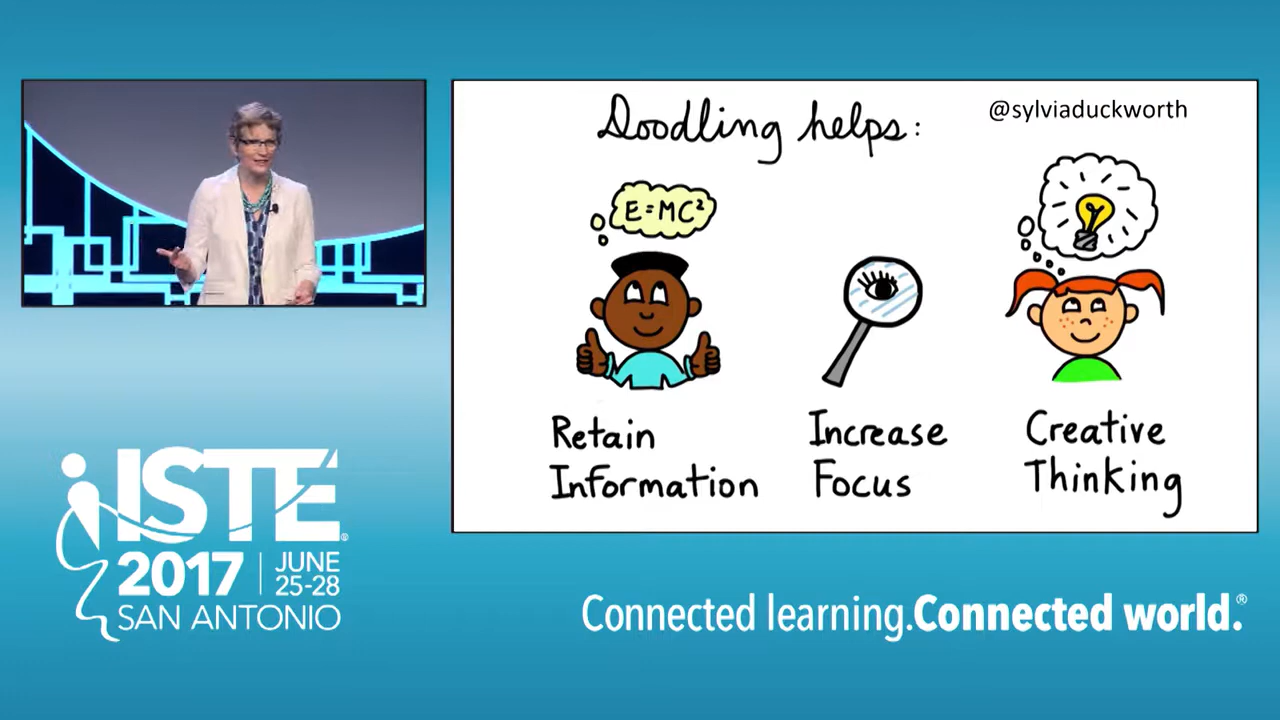 Doodling helps:
@sylviaduckworth
E=MC²
Retain
Information
Increase
Focus
Creative
Thinking
ISTE®
2017
JUNE
25-28
SAN ANTONIO
Connected learning.Connected world.®